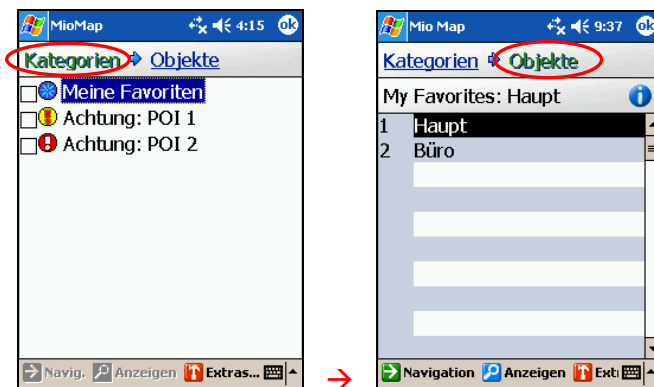 MioMap 4:15 ok
Kategorien Objekte
Meine Favoriten
Achtung: POI 1
Achtung: POI 2
Navig. Anzeigen Extras...
→
Mio Map 9:37 ok
Kategorien Objekte
My Favorites: Haupt
1 Haupt
2 Büro
Navigation Anzeigen Ext